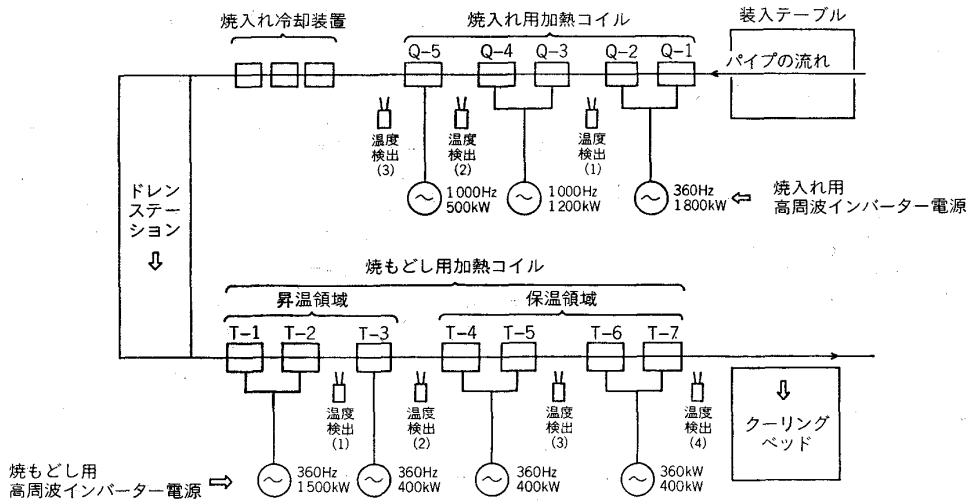 焼入れ冷却装置
焼入れ用加熱コイル
装入テーブル
Q-5
Q-4
Q-3
Q-2
Q-1
パイプの流れ
温度
検出
(3)
温度
検出
(2)
温度
検出
(1)
1000Hz
500kW
1000Hz
1200kW
360Hz
1800kW
焼入れ用
高周波インバーター電源
ドレン
ステー
ション
焼もどし用加熱コイル
昇温領域
保温領域
T-1
T-2
T-3
T-4
T-5
T-6
T-7
温度
検出
(1)
温度
検出
(2)
温度
検出
(3)
温度
検出
(4)
クーリング
ベッド
焼もどし用
高周波インバーター電源
360Hz
1500kW
360Hz
400kW
360Hz
400kW
360kW
400kW